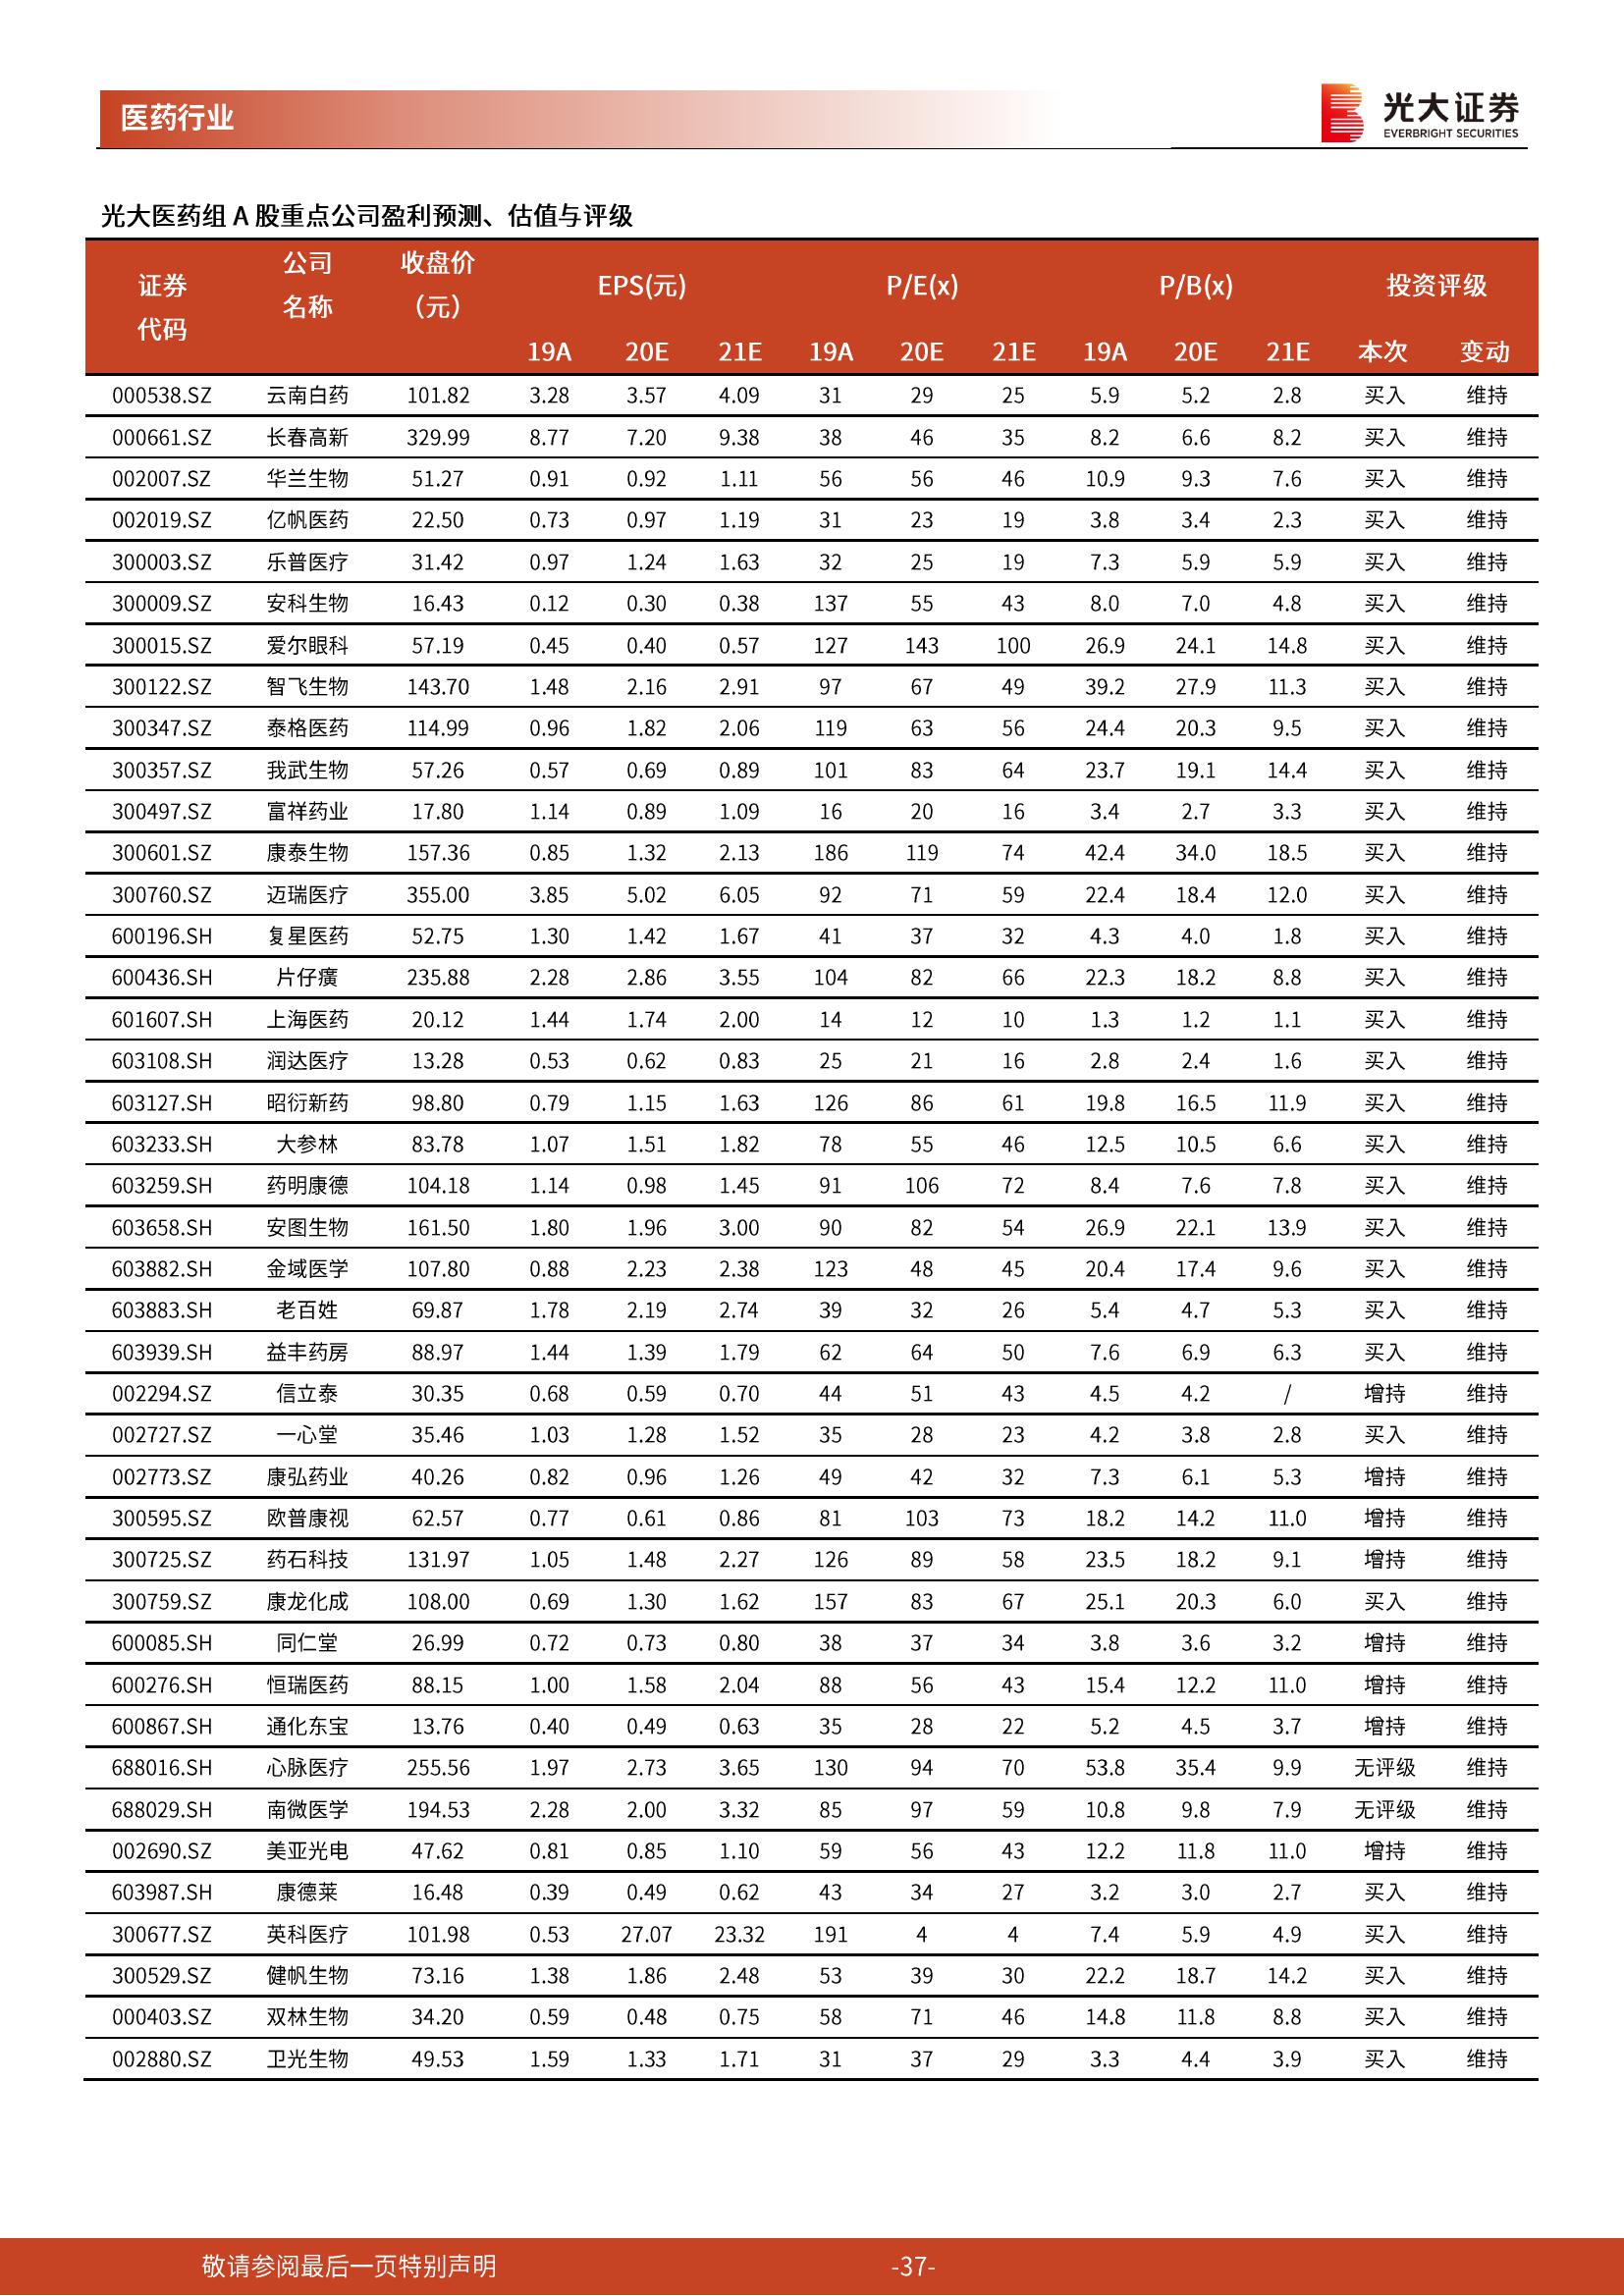 医药行业
光大证券
EVERBRIGHT SECURITIES
光大医药组 A 股重点公司盈利预测、估值与评级
证券代码 公司名称 收盘价（元） EPS(元) P/E(x) P/B(x) 投资评级
19A 20E 21E 19A 20E 21E 19A 20E 21E 本次 变动
000538.SZ 云南白药 101.82 3.28 3.57 4.09 31 29 25 5.9 5.2 2.8 买入 维持
000661.SZ 长春高新 329.99 8.77 7.20 9.38 38 46 35 8.2 6.6 8.2 买入 维持
002007.SZ 华兰生物 51.27 0.91 0.92 1.11 56 56 46 10.9 9.3 7.6 买入 维持
002019.SZ 亿帆医药 22.50 0.73 0.97 1.19 31 23 19 3.8 3.4 2.3 买入 维持
300003.SZ 乐普医疗 31.42 0.97 1.24 1.63 32 25 19 7.3 5.9 5.9 买入 维持
300009.SZ 安科生物 16.43 0.12 0.30 0.38 137 55 43 8.0 7.0 4.8 买入 维持
300015.SZ 爱尔眼科 57.19 0.45 0.40 0.57 127 143 100 26.9 24.1 14.8 买入 维持
300122.SZ 智飞生物 143.70 1.48 2.16 2.91 97 67 49 39.2 27.9 11.3 买入 维持
300347.SZ 泰格医药 114.99 0.96 1.82 2.06 119 63 56 24.4 20.3 9.5 买入 维持
300357.SZ 我武生物 57.26 0.57 0.69 0.89 101 83 64 23.7 19.1 14.4 买入 维持
300497.SZ 富祥药业 17.80 1.14 0.89 1.09 16 20 16 3.4 2.7 3.3 买入 维持
300601.SZ 康泰生物 157.36 0.85 1.32 2.13 186 119 74 42.4 34.0 18.5 买入 维持
300760.SZ 迈瑞医疗 355.00 3.85 5.02 6.05 92 71 59 22.4 18.4 12.0 买入 维持
600196.SH 复星医药 52.75 1.30 1.42 1.67 41 37 32 4.3 4.0 1.8 买入 维持
600436.SH 片仔癀 235.88 2.28 2.86 3.55 104 82 66 22.3 18.2 8.8 买入 维持
601607.SH 上海医药 20.12 1.44 1.74 2.00 14 12 10 1.3 1.2 1.1 买入 维持
603108.SH 润达医疗 13.28 0.53 0.62 0.83 25 21 16 2.8 2.4 1.6 买入 维持
603127.SH 昭衍新药 98.80 0.79 1.15 1.63 126 86 61 19.8 16.5 11.9 买入 维持
603233.SH 大参林 83.78 1.07 1.51 1.82 78 55 46 12.5 10.5 6.6 买入 维持
603259.SH 药明康德 104.18 1.14 0.98 1.45 91 106 72 8.4 7.6 7.8 买入 维持
603658.SH 安图生物 161.50 1.80 1.96 3.00 90 82 54 26.9 22.1 13.9 买入 维持
603882.SH 金域医学 107.80 0.88 2.23 2.38 123 48 45 20.4 17.4 9.6 买入 维持
603883.SH 老百姓 69.87 1.78 2.19 2.74 39 32 26 5.4 4.7 5.3 买入 维持
603939.SH 益丰药房 88.97 1.44 1.39 1.79 62 64 50 7.6 6.9 6.3 买入 维持
002294.SZ 信立泰 30.35 0.68 0.59 0.70 44 51 43 4.5 4.2 / 增持 维持
002727.SZ 一心堂 35.46 1.03 1.28 1.52 35 28 23 4.2 3.8 2.8 买入 维持
002773.SZ 康弘药业 40.26 0.82 0.96 1.26 49 42 32 7.3 6.1 5.3 增持 维持
300595.SZ 欧普康视 62.57 0.77 0.61 0.86 81 103 73 18.2 14.2 11.0 增持 维持
300725.SZ 药石科技 131.97 1.05 1.48 2.27 126 89 58 23.5 18.2 9.1 增持 维持
300759.SZ 康龙化成 108.00 0.69 1.30 1.62 157 83 67 25.1 20.3 6.0 买入 维持
600085.SH 同仁堂 26.99 0.72 0.73 0.80 38 37 34 3.8 3.6 3.2 增持 维持
600276.SH 恒瑞医药 88.15 1.00 1.58 2.04 88 56 43 15.4 12.2 11.0 增持 维持
600867.SH 通化东宝 13.76 0.40 0.49 0.63 35 28 22 5.2 4.5 3.7 增持 维持
688016.SH 心脉医疗 255.56 1.97 2.73 3.65 130 94 70 53.8 35.4 9.9 无评级 维持
688029.SH 南微医学 194.53 2.28 2.00 3.32 85 97 59 10.8 9.8 7.9 无评级 维持
002690.SZ 美亚光电 47.62 0.81 0.85 1.10 59 56 43 12.2 11.8 11.0 增持 维持
603987.SH 康德莱 16.48 0.39 0.49 0.62 43 34 27 3.2 3.0 2.7 买入 维持
300677.SZ 英科医疗 101.98 0.53 27.07 23.32 191 4 4 7.4 5.9 4.9 买入 维持
300529.SZ 健帆生物 73.16 1.38 1.86 2.48 53 39 30 22.2 18.7 14.2 买入 维持
000403.SZ 双林生物 34.20 0.59 0.48 0.75 58 71 46 14.8 11.8 8.8 买入 维持
002880.SZ 卫光生物 49.53 1.59 1.33 1.71 31 37 29 3.3 4.4 3.9 买入 维持
敬请参阅最后一页特别声明 -37-